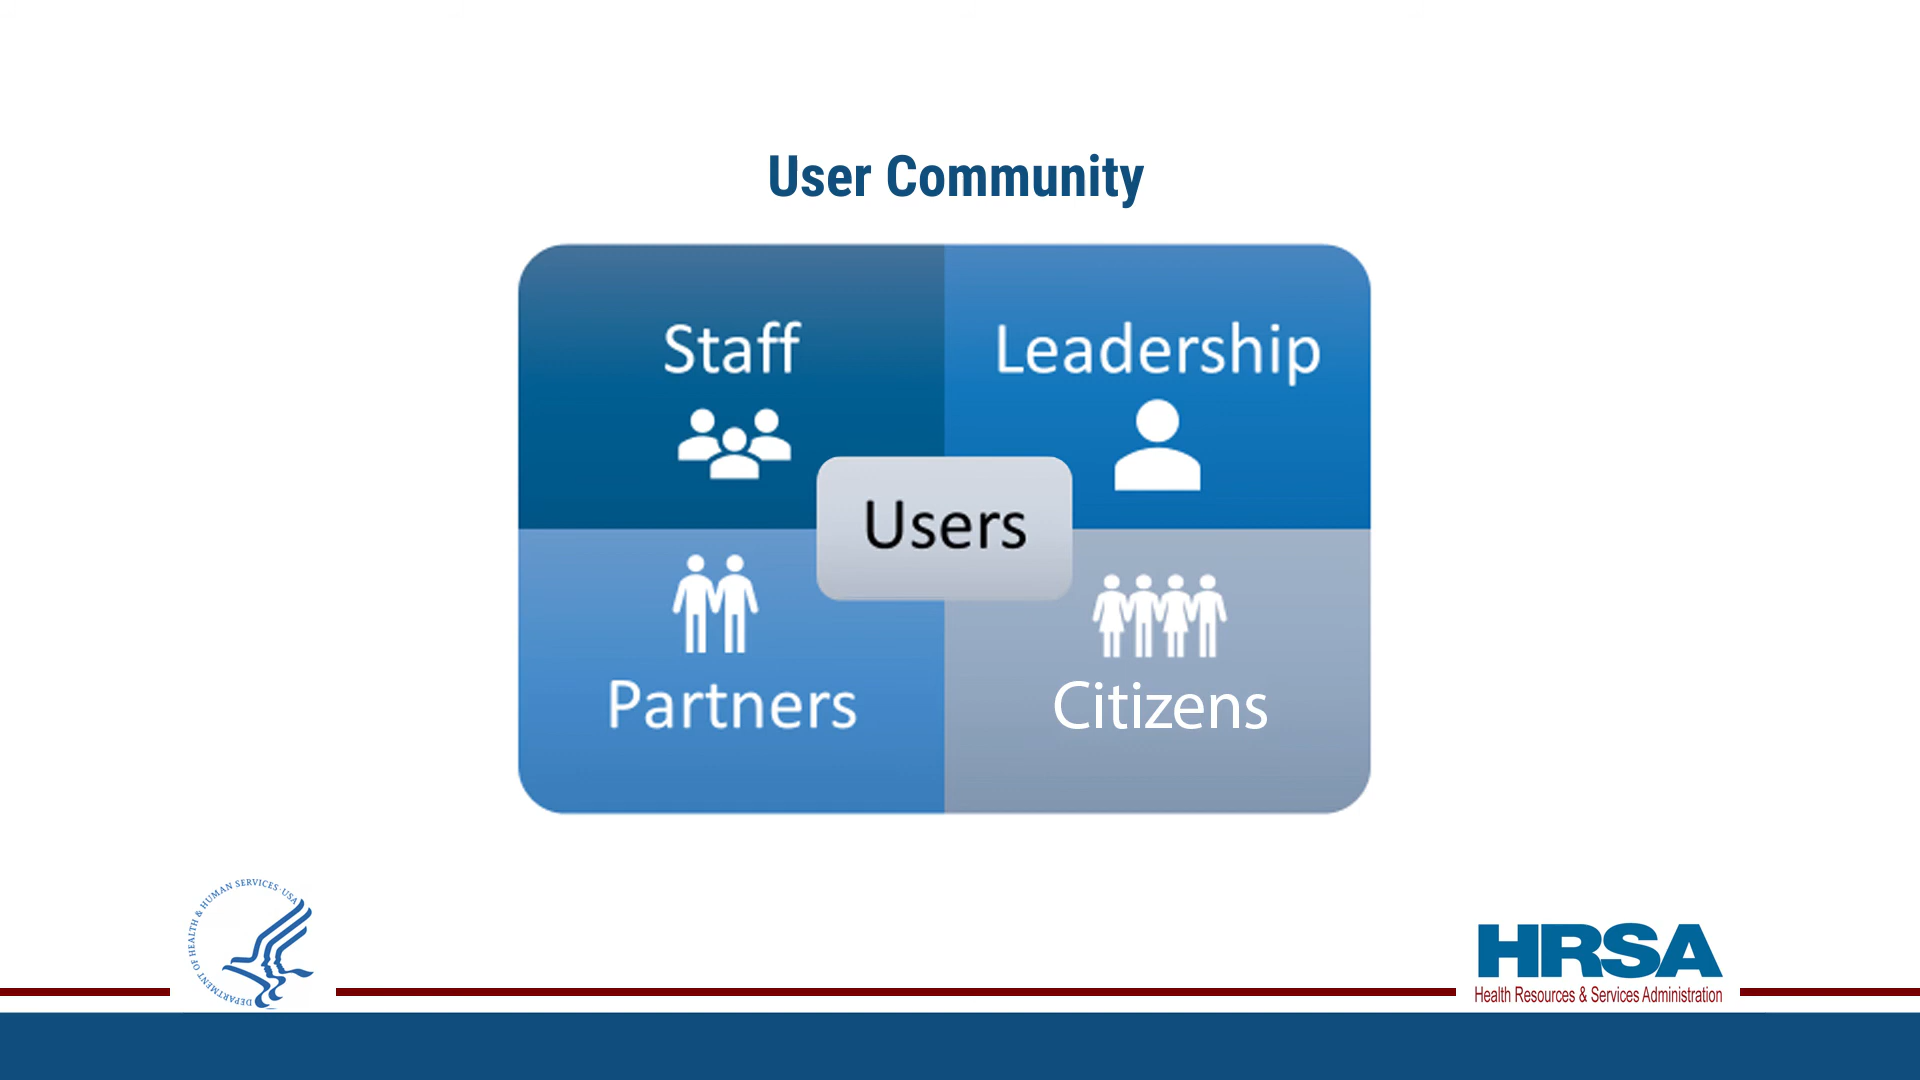 User Community
Staff
Leadership
Users
Partners
Citizens
DEPARTMENT OF HEALTH & HUMAN SERVICES · USA
HRSA
Health Resources & Services Administration